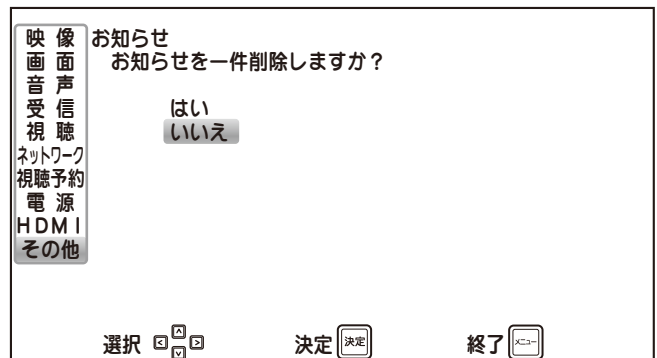 映 像
画 面
音 声
受 信
視 聴
ネットワーク
視聴予約
電 源
HDMI
その他
お知らせ
お知らせを一件削除しますか?
はい
いいえ
選択
決定 決定
終了 メニュー